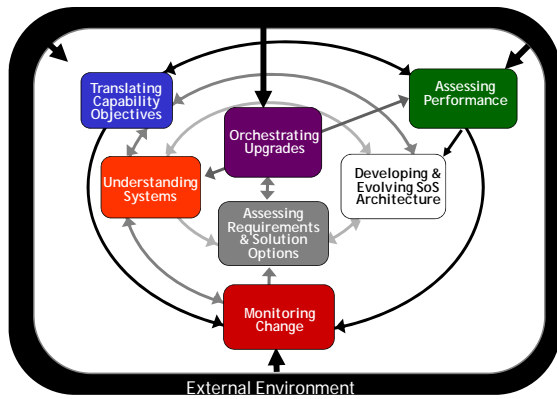 Translating
Capability
Objectives
Assessing
Performance
Orchestrating
Upgrades
Understanding
Systems
Developing &
Evolving SoS
Architecture
Assessing
Requirements
& Solution
Options
Monitoring
Change
External Environment